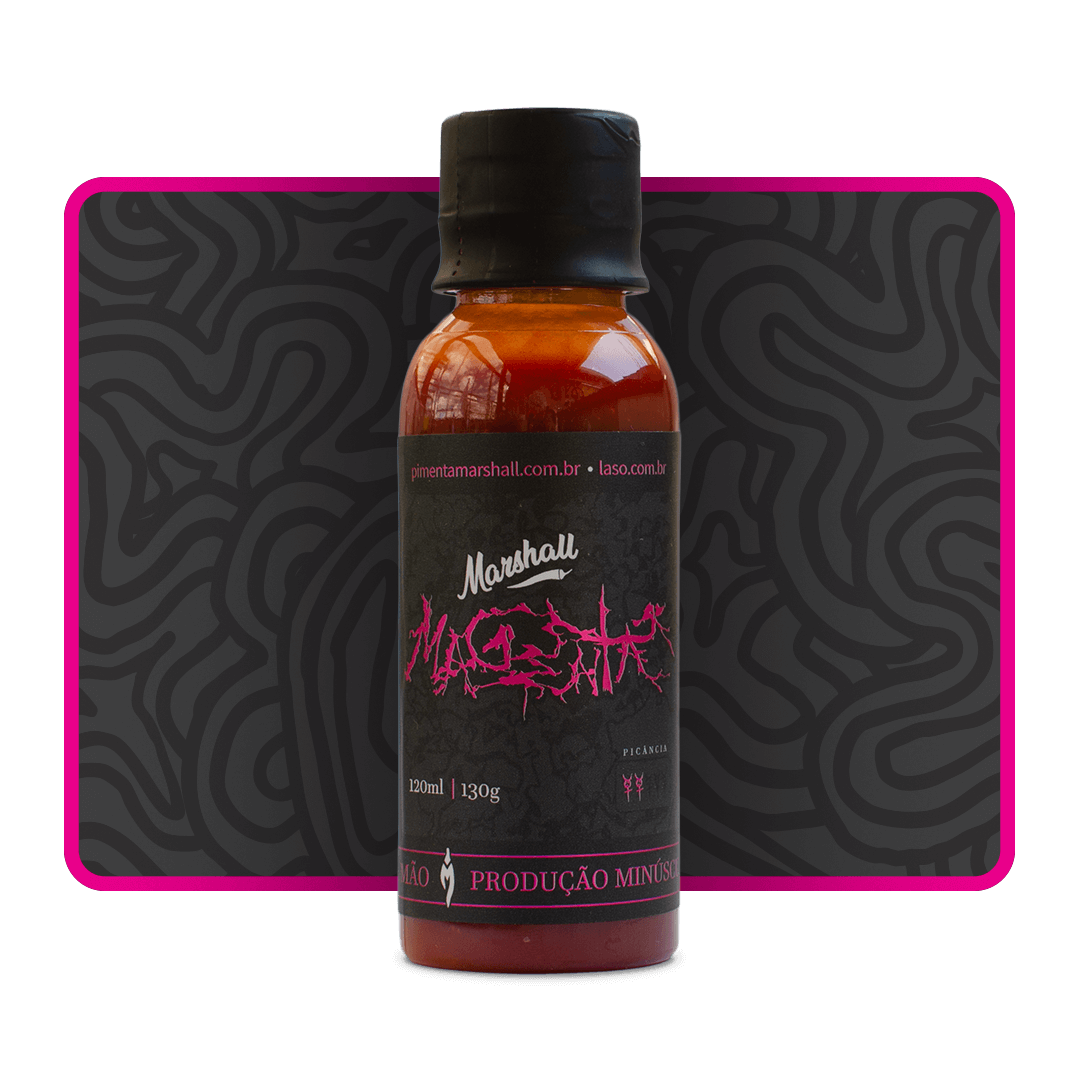 pimentamarshall.com.br • laso.com.br
Marshall
MAGENTA
PICÂNCIA
120ml | 130g
MÃO PRODUÇÃO MINÚSC